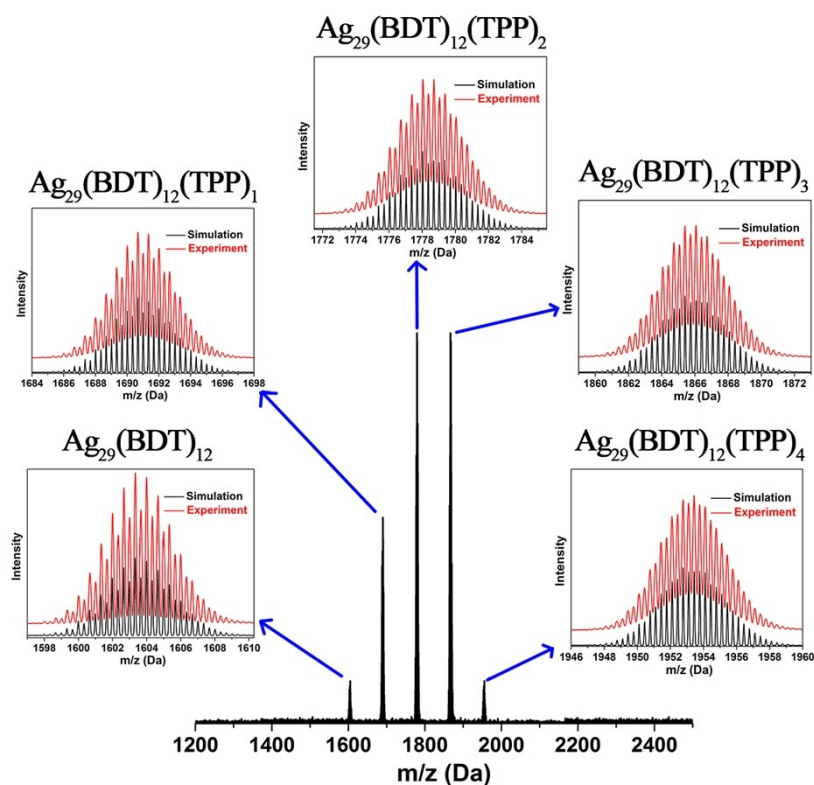 Ag₂₉(BDT)₁₂(TPP)₂
Simulation
Experiment
Intensity
1772 1774 1776 1778 1780 1782 1784
m/z (Da)
Ag₂₉(BDT)₁₂(TPP)₁
Simulation
Experiment
Intensity
1684 1686 1688 1690 1692 1694 1696 1698
m/z (Da)
Ag₂₉(BDT)₁₂(TPP)₃
Simulation
Experiment
Intensity
1860 1862 1864 1866 1868 1870 1872
m/z (Da)
Ag₂₉(BDT)₁₂
Simulation
Experiment
Intensity
1598 1600 1602 1604 1606 1608 1610
m/z (Da)
Ag₂₉(BDT)₁₂(TPP)₄
Simulation
Experiment
Intensity
1946 1948 1950 1952 1954 1956 1958 1960
m/z (Da)
1200 1400 1600 1800 2000 2200 2400
m/z (Da)